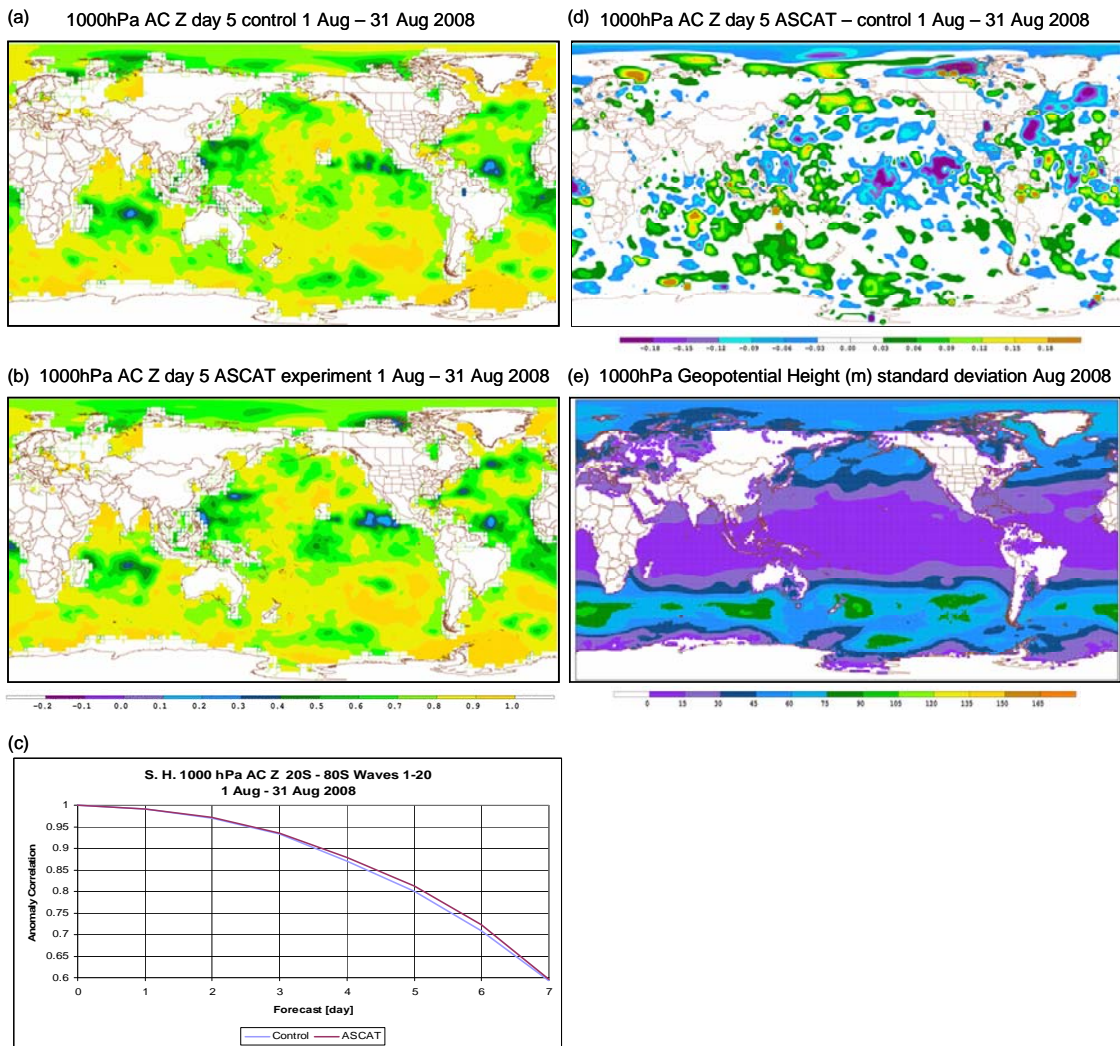 (a) 1000hPa AC Z day 5 control 1 Aug – 31 Aug 2008
(d) 1000hPa AC Z day 5 ASCAT – control 1 Aug – 31 Aug 2008
-0.18 -0.15 -0.12 -0.09 -0.06 -0.03 0.00 0.03 0.06 0.09 0.12 0.15 0.18
(b) 1000hPa AC Z day 5 ASCAT experiment 1 Aug – 31 Aug 2008
(e) 1000hPa Geopotential Height (m) standard deviation Aug 2008
-0.2 -0.1 0.0 0.1 0.2 0.3 0.4 0.5 0.6 0.7 0.8 0.9 1.0
0 15 30 45 60 75 90 105 120 135 150 165
(c)
S. H. 1000 hPa AC Z 20S - 80S Waves 1-20
1 Aug - 31 Aug 2008
Anomaly Correlation
1
0.95
0.9
0.85
0.8
0.75
0.7
0.65
0.6
0 1 2 3 4 5 6 7
Forecast [day]
Control ASCAT